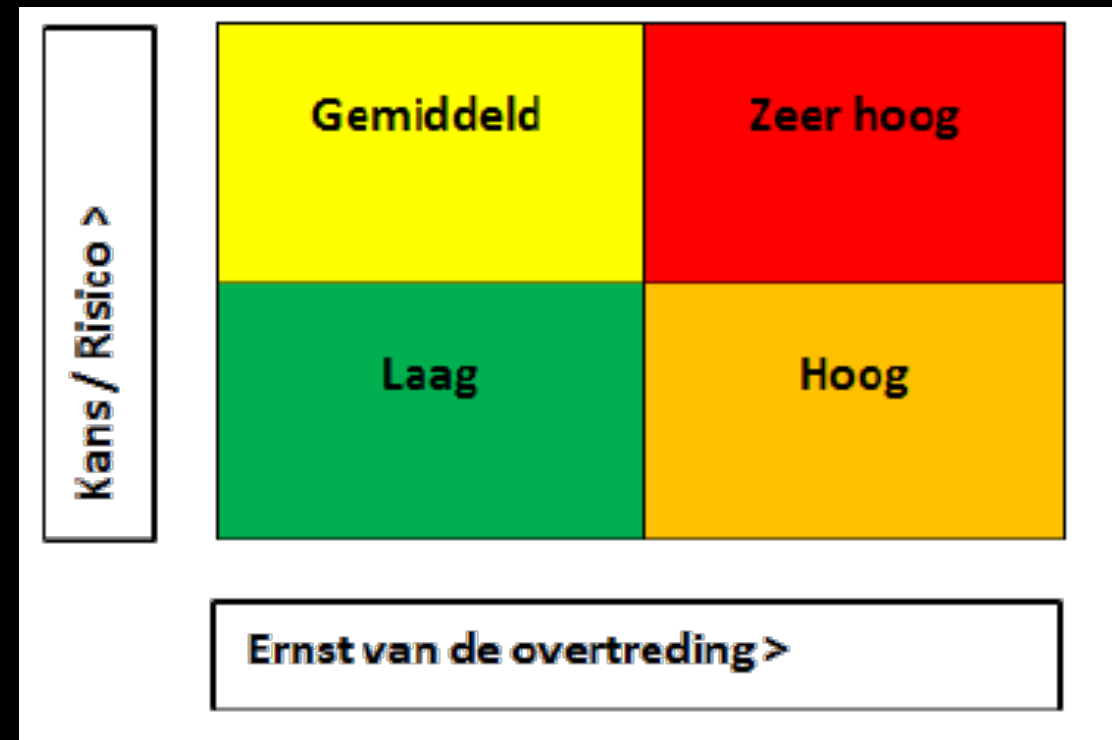 Kans / Risico >
Gemiddeld
Zeer hoog
Laag
Hoog
Ernst van de overtreding >